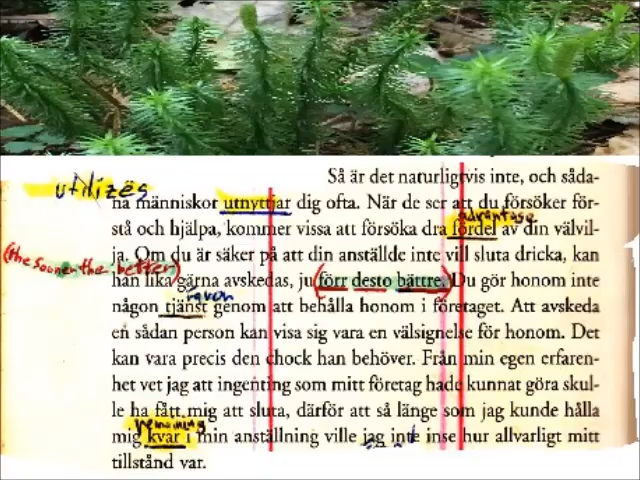 Så är det naturligtvis inte, och såda-
utilizes
na människor utnyttjar dig ofta. När de ser att du försöker för-
advantage
stå och hjälpa, kommer vissa att försöka dra fördel av din välvil-
ja. Om du är säker på att din anställde inte vill sluta dricka, kan
(the sooner the better)
han lika gärna avskedas, ju (förr desto bättre.) Du gör honom inte
favor
någon tjänst genom att behålla honom i företaget. Att avskeda
en sådan person kan visa sig vara en välsignelse för honom. Det
kan vara precis den chock han behöver. Från min egen erfaren-
het vet jag att ingenting som mitt företag hade kunnat göra skul-
le ha fått mig att sluta, därför att så länge som jag kunde hålla
remaining
mig kvar i min anställning ville jag inte inse hur allvarligt mitt
tillstånd var.